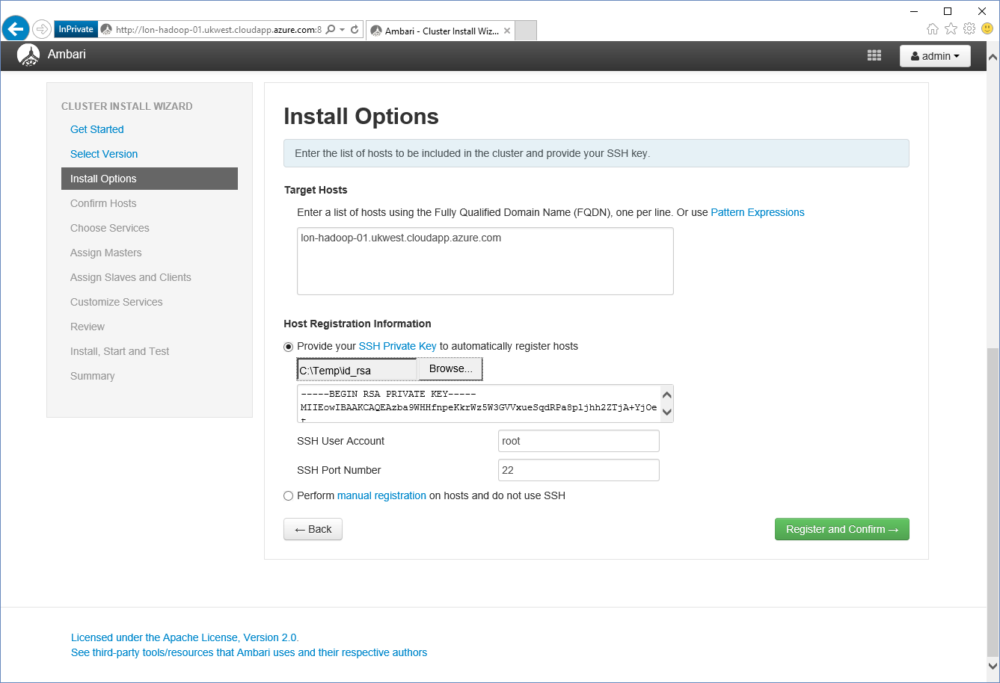 InPrivate
http://lon-hadoop-01.ukwest.cloudapp.azure.com:8
Ambari - Cluster Install Wiz...
Ambari
admin
CLUSTER INSTALL WIZARD
Get Started
Select Version
Install Options
Confirm Hosts
Choose Services
Assign Masters
Assign Slaves and Clients
Customize Services
Review
Install, Start and Test
Summary
Install Options
Enter the list of hosts to be included in the cluster and provide your SSH key.
Target Hosts
Enter a list of hosts using the Fully Qualified Domain Name (FQDN), one per line. Or use Pattern Expressions
lon-hadoop-01.ukwest.cloudapp.azure.com
Host Registration Information
Provide your SSH Private Key to automatically register hosts
C:\Temp\id_rsa
Browse...
-----BEGIN RSA PRIVATE KEY-----
MIIEowIBAAKCAQEAzba9WHHfnpeKkrWz5W3GVVxueSqdRPa8pljhh2ZTjA+YjOe
SSH User Account
root
SSH Port Number
22
Perform manual registration on hosts and do not use SSH
← Back
Register and Confirm →
Licensed under the Apache License, Version 2.0.
See third-party tools/resources that Ambari uses and their respective authors